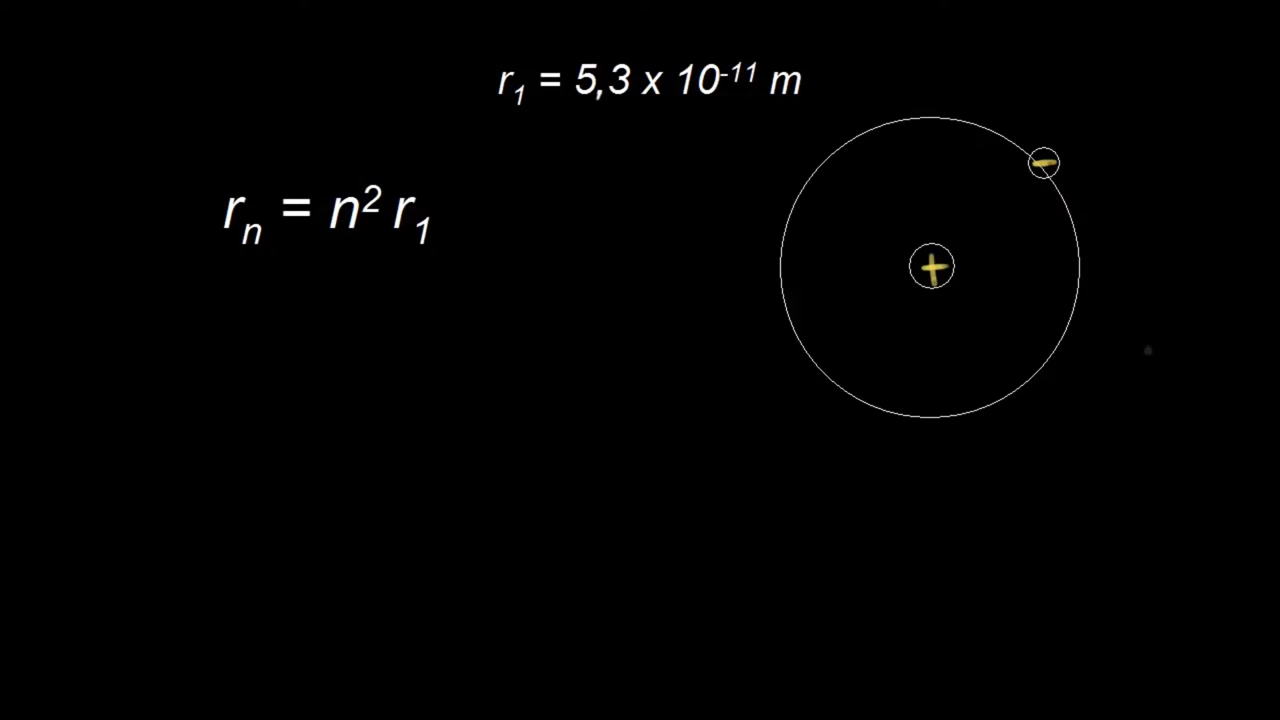 r₁ = 5,3 x 10⁻¹¹ m
rₙ = n² r₁
−
+